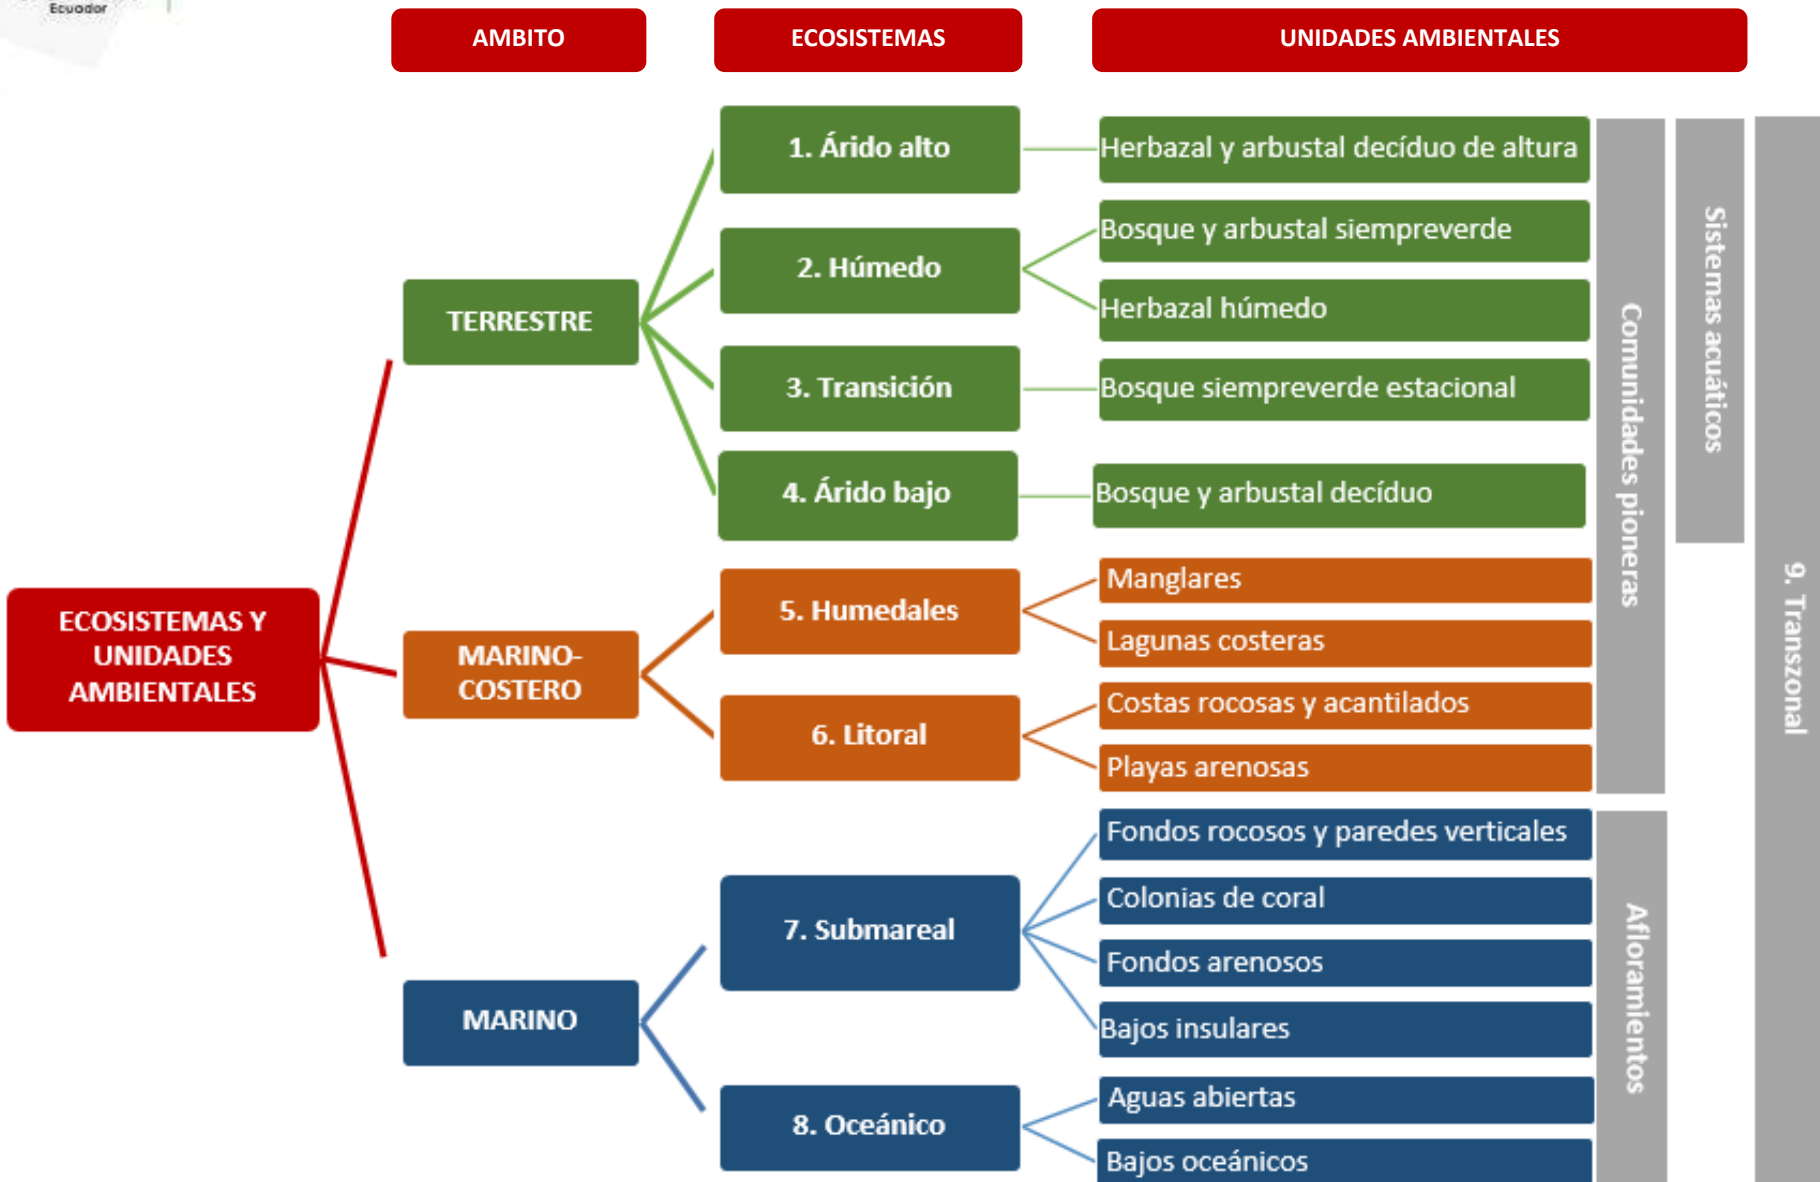 Ecuador
AMBITO
ECOSISTEMAS
UNIDADES AMBIENTALES
ECOSISTEMAS Y
UNIDADES
AMBIENTALES
TERRESTRE
1. Árido alto
Herbazal y arbustal decíduo de altura
2. Húmedo
Bosque y arbustal siempreverde
Herbazal húmedo
3. Transición
Bosque siempreverde estacional
4. Árido bajo
Bosque y arbustal decíduo
MARINO-
COSTERO
5. Humedales
Manglares
Lagunas costeras
6. Litoral
Costas rocosas y acantilados
Playas arenosas
MARINO
7. Submareal
Fondos rocosos y paredes verticales
Colonias de coral
Fondos arenosos
Bajos insulares
8. Oceánico
Aguas abiertas
Bajos oceánicos
Comunidades pioneras
Afloramientos
Sistemas acuáticos
9. Transzonal